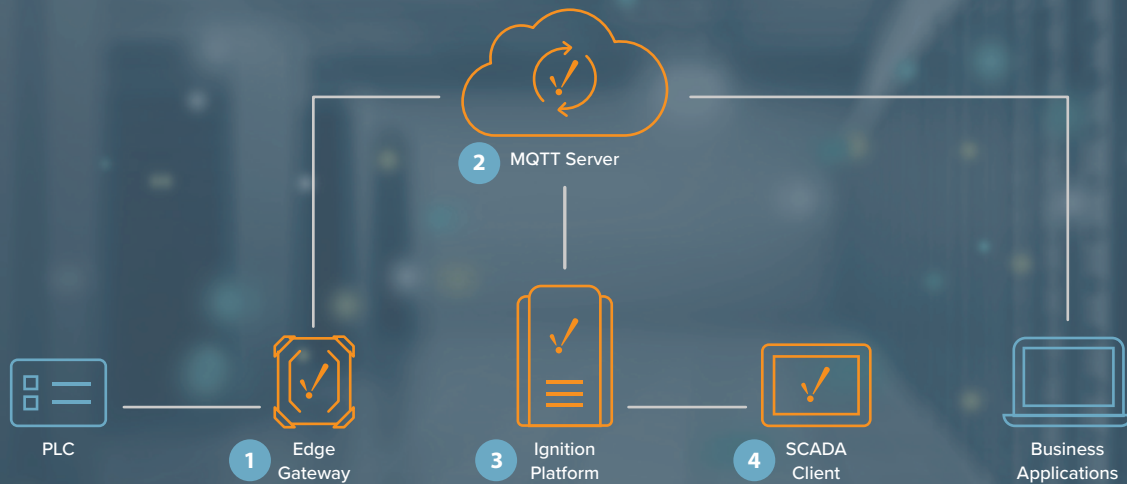 2 MQTT Server
PLC
1 Edge
Gateway
3 Ignition
Platform
4 SCADA
Client
Business
Applications